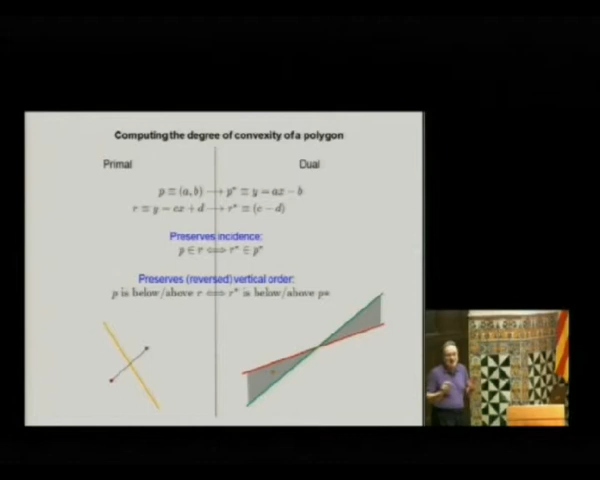 Computing the degree of convexity of a polygon
Primal
Dual
p ≡ (a, b) → p* ≡ y = ax − b
r ≡ y = cx + d → r* ≡ (c − d)
Preserves incidence:
p ∈ r ⟺ r* ∈ p*
Preserves (reversed) vertical order:
p is below/above r ⟺ r* is below/above p*